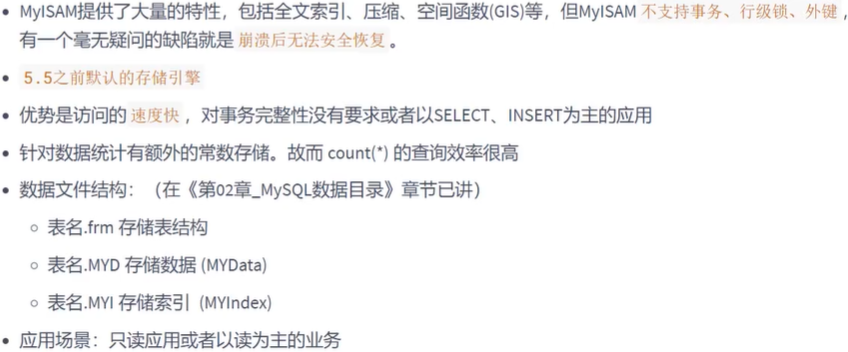 MyISAM提供了大量的特性，包括全文索引、压缩、空间函数(GIS)等，但MyISAM 不支持事务、行级锁、外键，
有一个毫无疑问的缺陷就是 崩溃后无法安全恢复。
5.5之前默认的存储引擎
优势是访问的 速度快，对事务完整性没有要求或者以SELECT、INSERT为主的应用
针对数据统计有额外的常数存储。故而 count(*) 的查询效率很高
数据文件结构：（在《第02章_MySQL数据目录》章节已讲）
表名.frm 存储表结构
表名.MYD 存储数据 (MYData)
表名.MYI 存储索引 (MYIndex)
应用场景：只读应用或者以读为主的业务